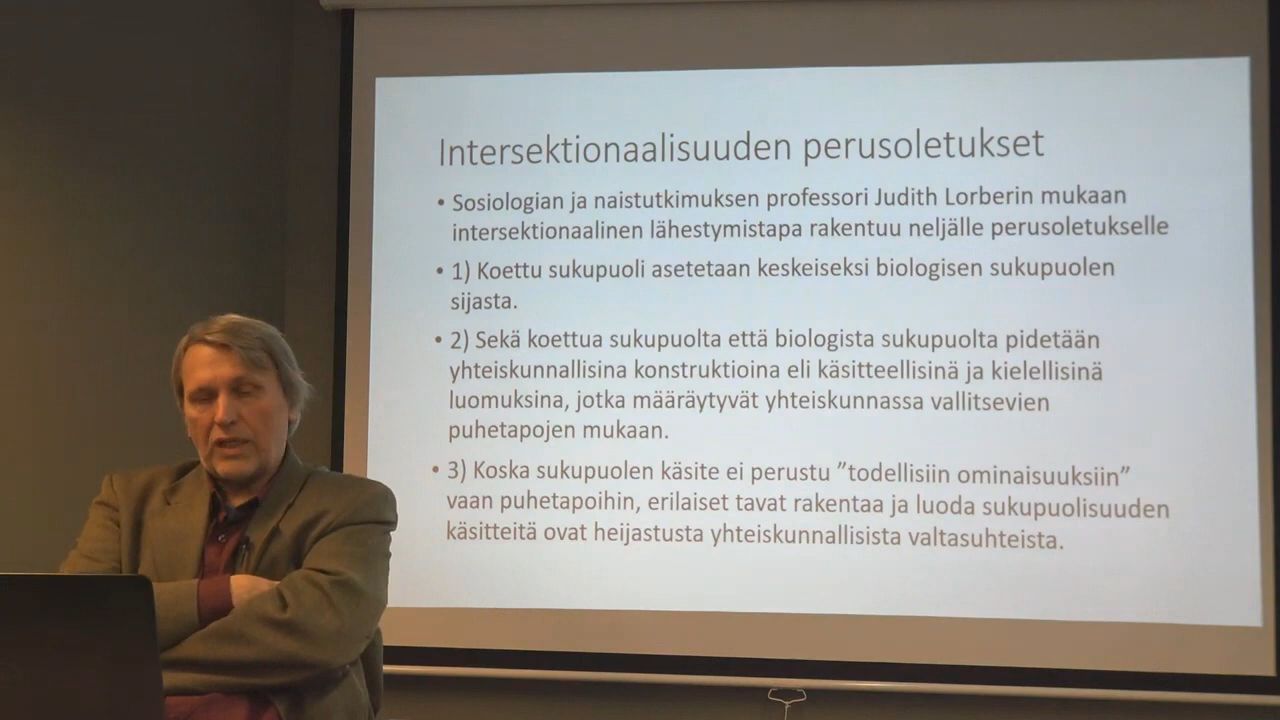 Intersektionaalisuuden perusoletukset
• Sosiologian ja naistutkimuksen professori Judith Lorberin mukaan
intersektionaalinen lähestymistapa rakentuu neljälle perusoletukselle
• 1) Koettu sukupuoli asetetaan keskeiseksi biologisen sukupuolen
sijasta.
• 2) Sekä koettua sukupuolta että biologista sukupuolta pidetään
yhteiskunnallisina konstruktioina eli käsitteellisinä ja kielellisinä
luomuksina, jotka määräytyvät yhteiskunnassa vallitsevien
puhetapojen mukaan.
• 3) Koska sukupuolen käsite ei perustu ”todellisiin ominaisuuksiin”
vaan puhetapoihin, erilaiset tavat rakentaa ja luoda sukupuolisuuden
käsitteitä ovat heijastusta yhteiskunnallisista valtasuhteista.